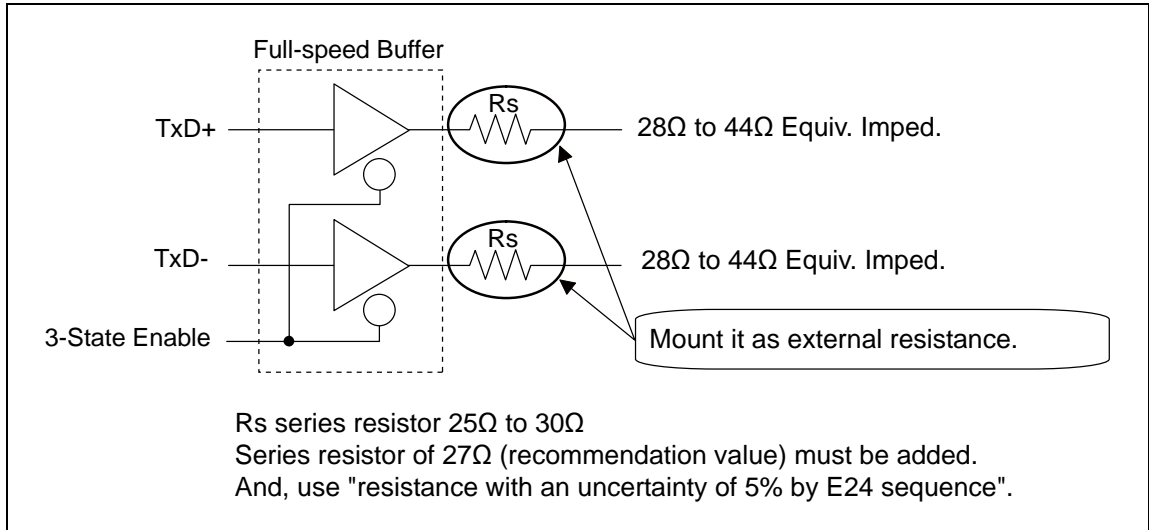 Full-speed Buffer
TxD+
Rs
28Ω to 44Ω Equiv. Imped.
TxD-
Rs
28Ω to 44Ω Equiv. Imped.
3-State Enable
Mount it as external resistance.
Rs series resistor 25Ω to 30Ω
Series resistor of 27Ω (recommendation value) must be added.
And, use "resistance with an uncertainty of 5% by E24 sequence".